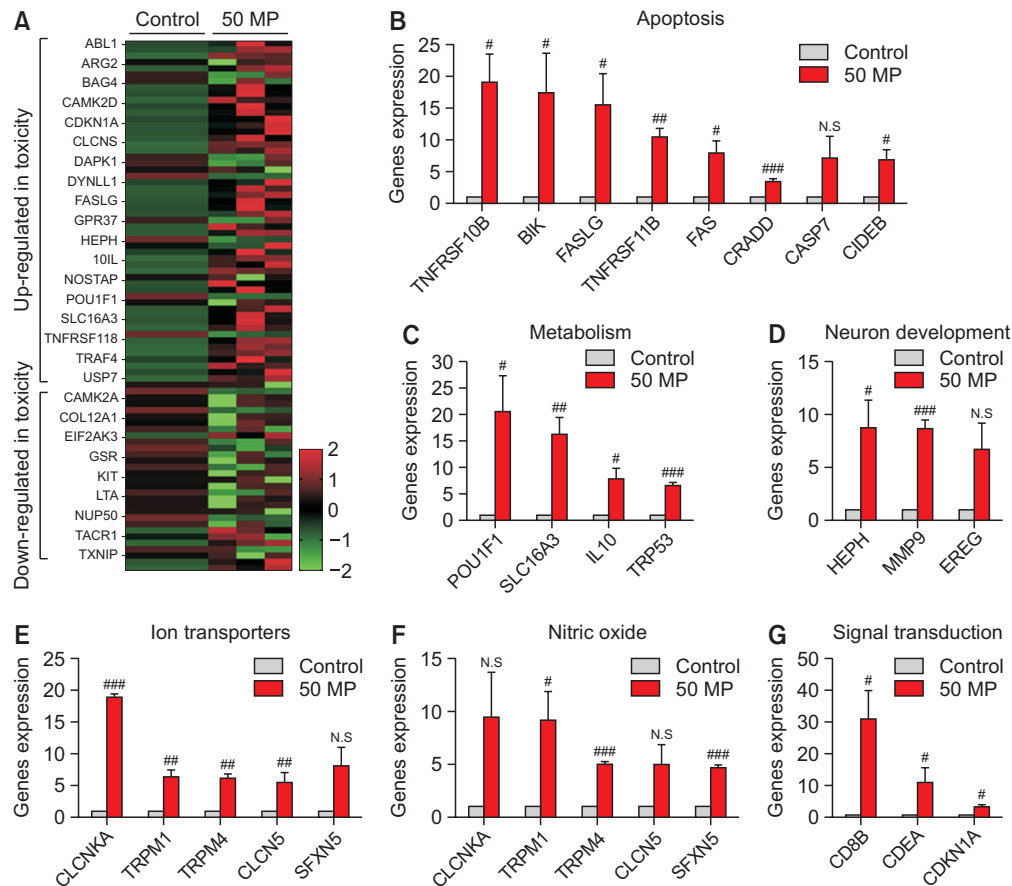 A
Control 50 MP
Up-regulated in toxicity
ABL1
ARG2
BAG4
CAMK2D
CDKN1A
CLCNS
DAPK1
DYNLL1
FASLG
GPR37
HEPH
10IL
NOSTAP
POU1F1
SLC16A3
TNFRSF118
TRAF4
USP7
Down-regulated in toxicity
CAMK2A
COL12A1
EIF2AK3
GSR
KIT
LTA
NUP50
TACR1
TXNIP
2
1
0
−1
−2
B Apoptosis
Genes expression
25
20
15
10
5
0
Control
50 MP
# # # ## # ### N.S #
TNFRSF10B BIK FASLG TNFRSF11B FAS CRADD CASP7 CIDEB
C Metabolism
Genes expression
30
25
20
15
10
5
0
Control
50 MP
# ## # ###
POU1F1 SLC16A3 IL10 TRP53
D Neuron development
Genes expression
15
10
5
0
Control
50 MP
# ### N.S
HEPH MMP9 EREG
E Ion transporters
Genes expression
25
20
15
10
5
0
Control
50 MP
### ## ## ## N.S
CLCNKA TRPM1 TRPM4 CLCN5 SFXN5
F Nitric oxide
Genes expression
15
10
5
0
Control
50 MP
N.S # ### N.S ###
CLCNKA TRPM1 TRPM4 CLCN5 SFXN5
G Signal transduction
Genes expression
50
40
30
20
10
0
Control
50 MP
# # #
CD8B CDEA CDKN1A